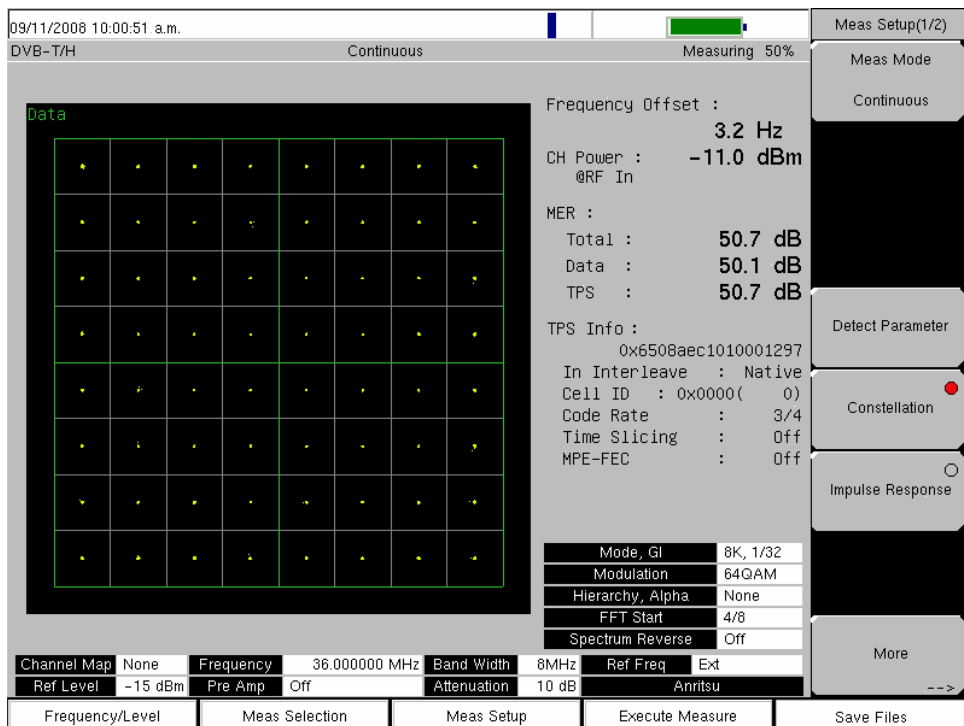 09/11/2008 10:00:51 a.m.
Meas Setup(1/2)
DVB-T/H Continuous Measuring 50%
Meas Mode
Continuous
Data
Frequency Offset :
3.2 Hz
CH Power : -11.0 dBm
@RF In
MER :
Total : 50.7 dB
Data : 50.1 dB
TPS : 50.7 dB
TPS Info :
0x6508aec1010001297
In Interleave : Native
Cell ID : 0x0000( 0)
Code Rate : 3/4
Time Slicing : Off
MPE-FEC : Off
Detect Parameter
Constellation
Impulse Response
Mode, GI 8K, 1/32
Modulation 64QAM
Hierarchy, Alpha None
FFT Start 4/8
Spectrum Reverse Off
More
-->
Channel Map None Frequency 36.000000 MHz Band Width 8MHz Ref Freq Ext
Ref Level -15 dBm Pre Amp Off Attenuation 10 dB Anritsu
Frequency/Level Meas Selection Meas Setup Execute Measure Save Files